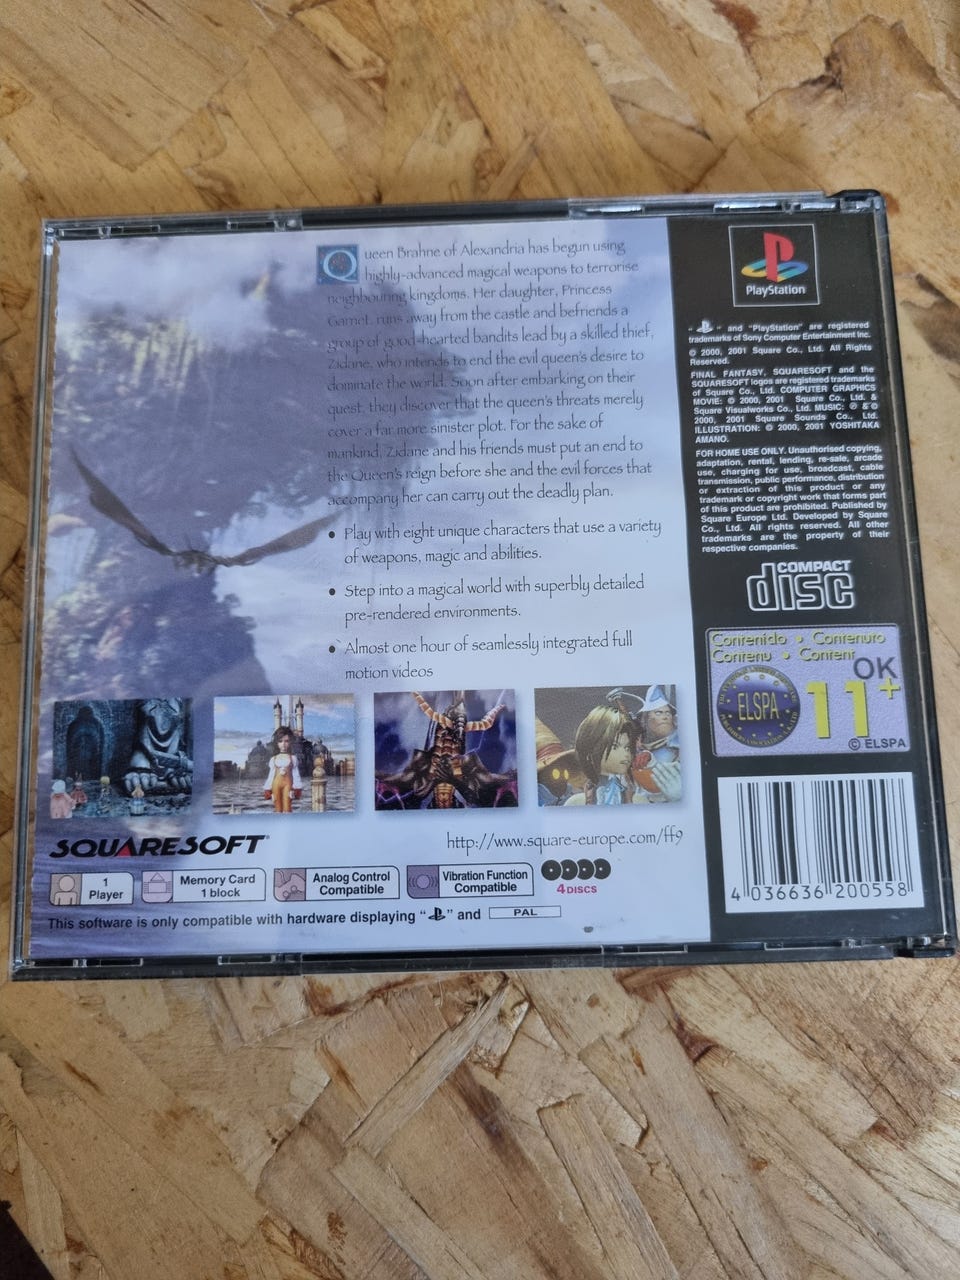 Queen Brahne of Alexandria has begun using
highly-advanced magical weapons to terrorise
neighbouring kingdoms. Her daughter, Princess
Garnet, runs away from the castle and befriends a
group of good-hearted bandits lead by a skilled thief,
Zidane, who intends to end the evil queen's desire to
dominate the world. Soon after embarking on their
quest, they discover that the queen's threats merely
cover a far more sinister plot. For the sake of
mankind, Zidane and his friends must put an end to
the Queen's reign before she and the evil forces that
accompany her can carry out the deadly plan.
• Play with eight unique characters that use a variety
of weapons, magic and abilities.
• Step into a magical world with superbly detailed
pre-rendered environments.
• Almost one hour of seamlessly integrated full
motion videos
SQUARESOFT
http://www.square-europe.com/ff9
1
Player
Memory Card
1 block
Analog Control
Compatible
Vibration Function
Compatible
4 DISCS
This software is only compatible with hardware displaying " " and PAL
PlayStation
" " and "PlayStation" are registered
trademarks of Sony Computer Entertainment Inc.
© 2000, 2001 Square Co., Ltd. All Rights
Reserved.
FINAL FANTASY, SQUARESOFT and the
SQUARESOFT logos are registered trademarks
of Square Co., Ltd. COMPUTER GRAPHICS
MOVIE: © 2000, 2001 Square Co., Ltd. &
Square Visualworks Co., Ltd. MUSIC: ℗ & ©
2000, 2001 Square Sounds Co., Ltd.
ILLUSTRATION: © 2000, 2001 YOSHITAKA
AMANO.
FOR HOME USE ONLY. Unauthorised copying,
adaptation, rental, lending, re-sale, arcade
use, charging for use, broadcast, cable
transmission, public performance, distribution
or extraction of this product or any
trademark or copyright work that forms part
of this product are prohibited. Published by
Square Europe Ltd. Developed by Square
Co., Ltd. All rights reserved. All other
trademarks are the property of their
respective companies.
COMPACT
disc
Contenido • Contenuto
Contenu • Content
OK
ELSPA
11+
© ELSPA
4 036636 200558